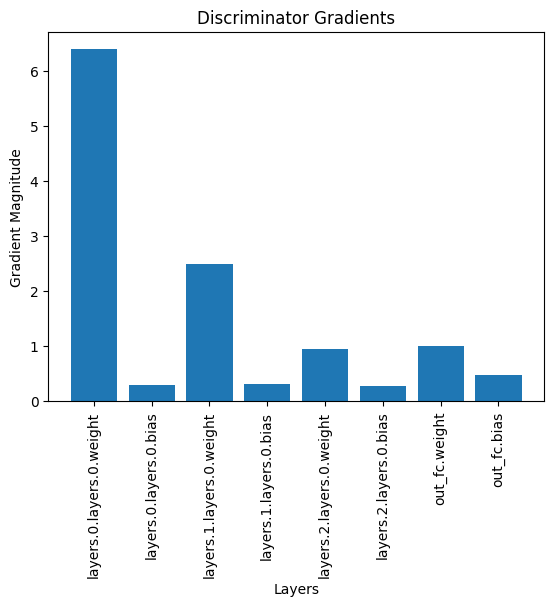 Discriminator Gradients
Gradient Magnitude
6
5
4
3
2
1
0
layers.0.layers.0.weight
layers.0.layers.0.bias
layers.1.layers.0.weight
layers.1.layers.0.bias
layers.2.layers.0.weight
layers.2.layers.0.bias
out_fc.weight
out_fc.bias
Layers